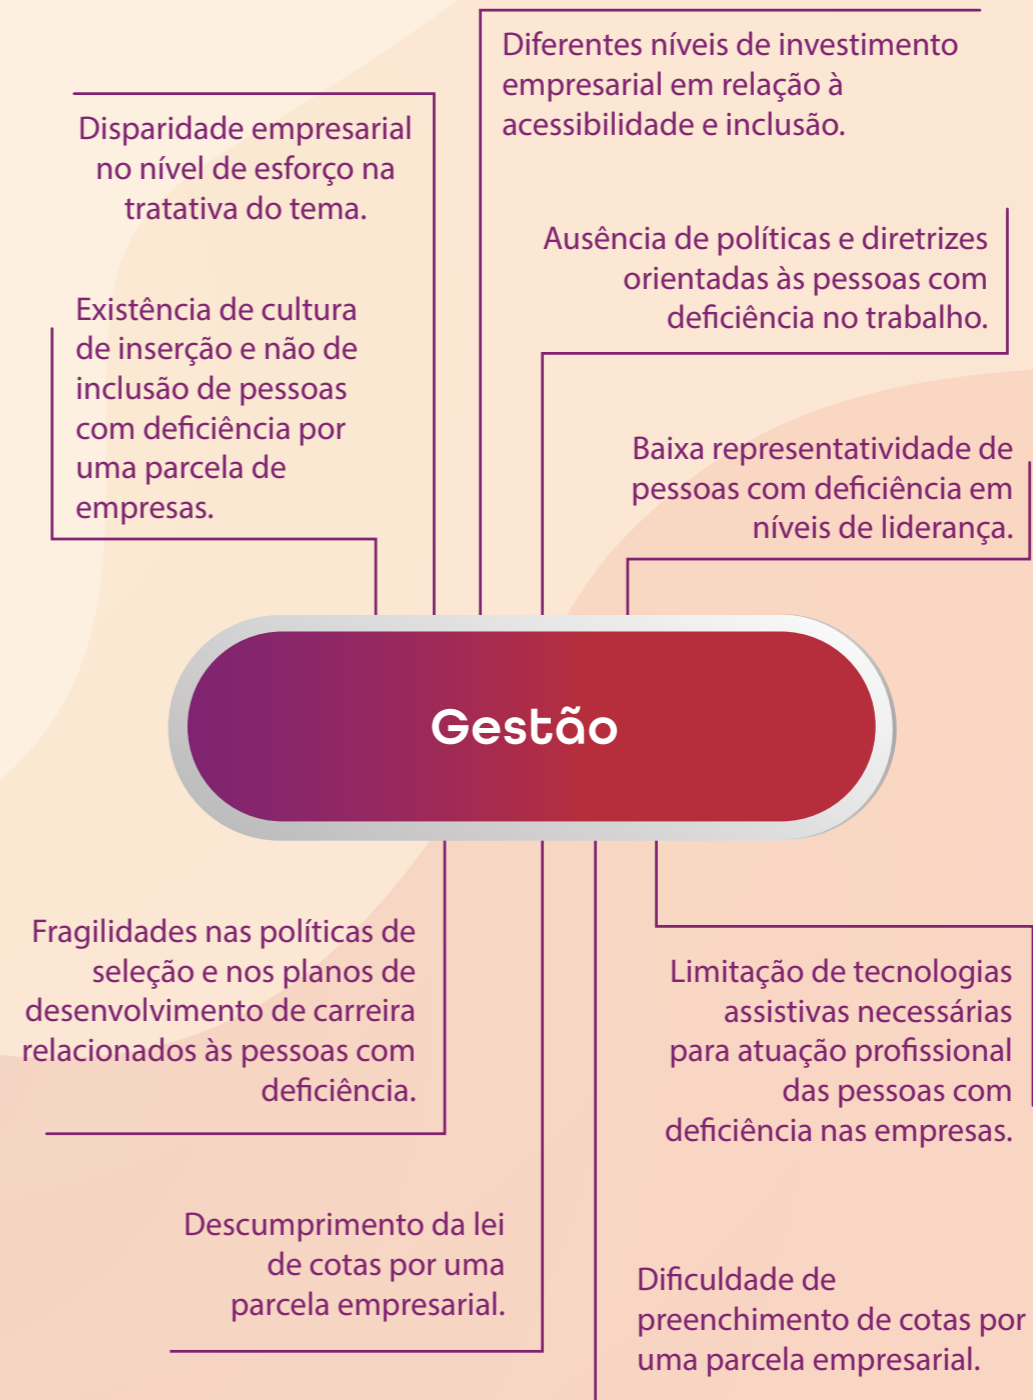 Diferentes níveis de investimento
empresarial em relação à
acessibilidade e inclusão.
Disparidade empresarial
no nível de esforço na
tratativa do tema.
Ausência de políticas e diretrizes
orientadas às pessoas com
deficiência no trabalho.
Existência de cultura
de inserção e não de
inclusão de pessoas
com deficiência por
uma parcela de
empresas.
Baixa representatividade de
pessoas com deficiência em
níveis de liderança.
Gestão
Fragilidades nas políticas de
seleção e nos planos de
desenvolvimento de carreira
relacionados às pessoas com
deficiência.
Limitação de tecnologias
assistivas necessárias
para atuação profissional
das pessoas com
deficiência nas empresas.
Descumprimento da lei
de cotas por uma
parcela empresarial.
Dificuldade de
preenchimento de cotas por
uma parcela empresarial.